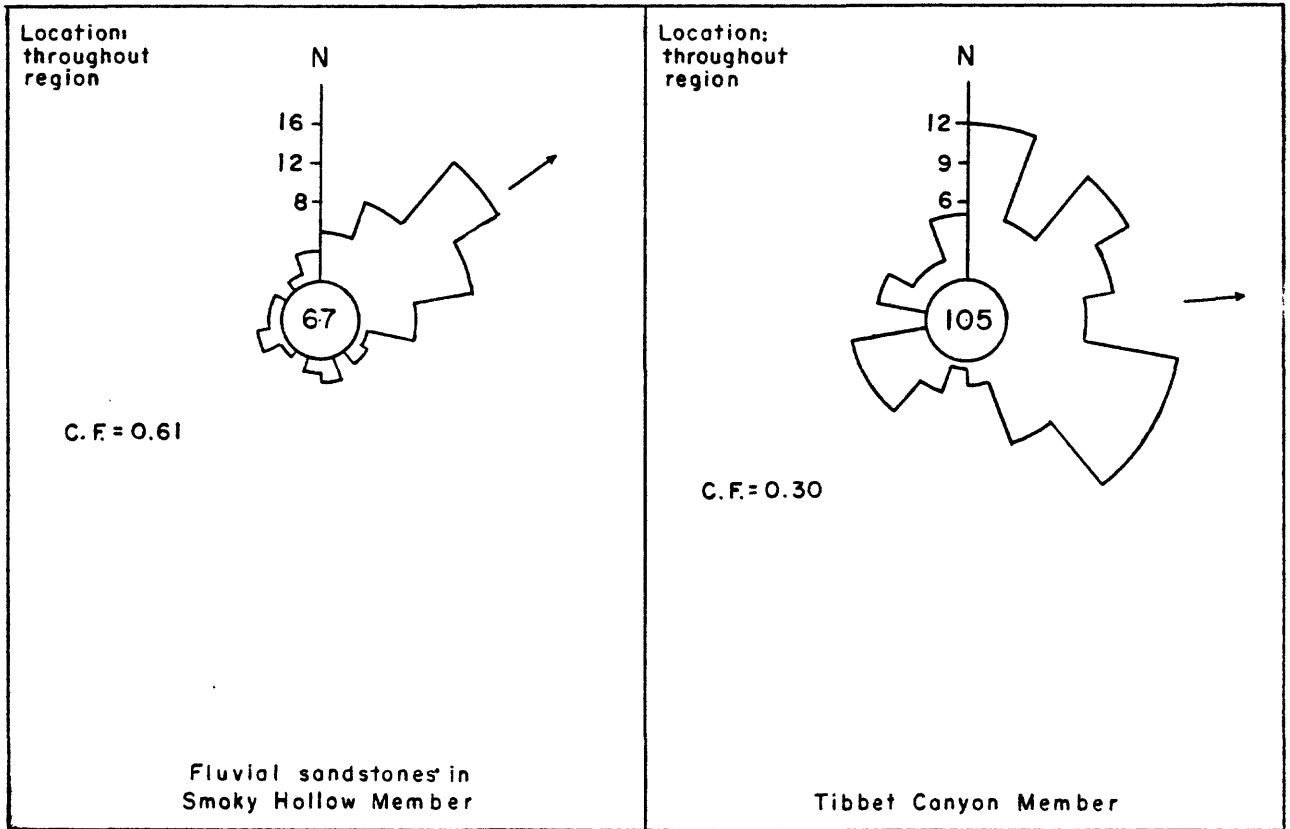 Location:
throughout
region
N
16
12
8
67
C.F.=0.61
Fluvial sandstones in
Smoky Hollow Member
Location:
throughout
region
N
12
9
6
105
C.F.=0.30
Tibbet Canyon Member